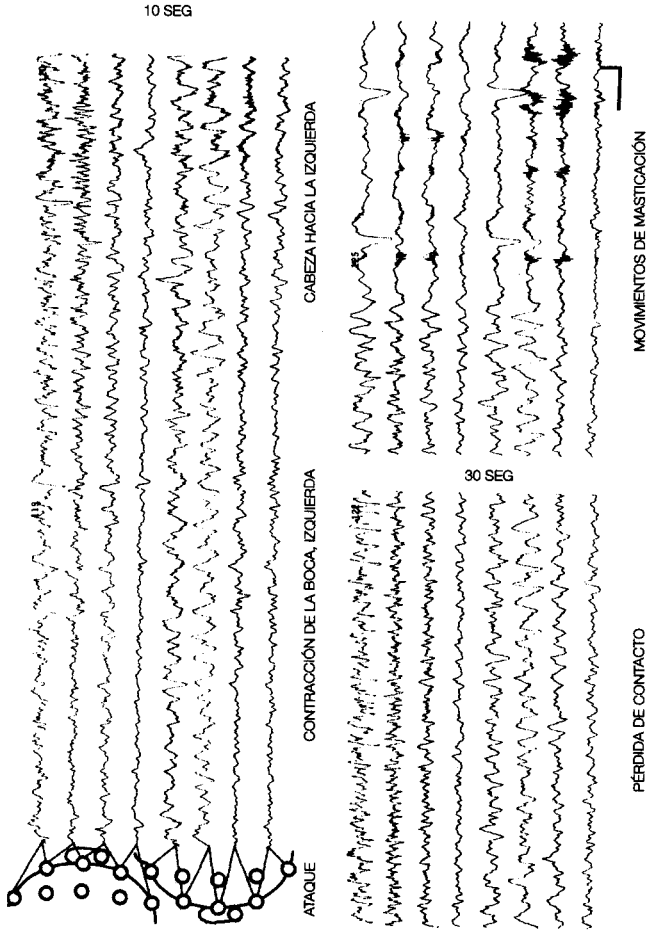 10 SEG
ATAQUE
CONTRACCIÓN DE LA BOCA, IZQUIERDA
CABEZA HACIA LA IZQUIERDA
30 SEG
PÉRDIDA DE CONTACTO
MOVIMIENTOS DE MASTICACIÓN